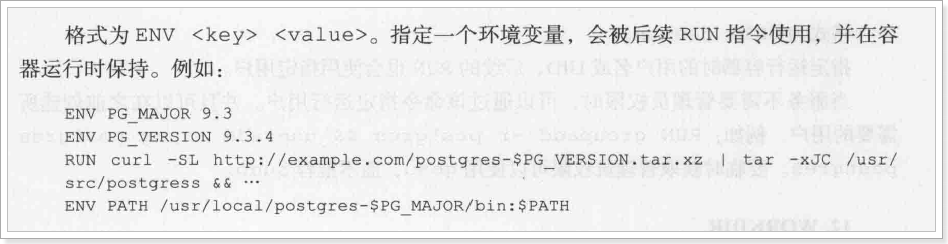 格式为 ENV <key> <value>。指定一个环境变量，会被后续 RUN 指令使用，并在容
器运行时保持。例如：
ENV PG_MAJOR 9.3
ENV PG_VERSION 9.3.4
RUN curl -SL http://example.com/postgres-$PG_VERSION.tar.xz | tar -xJC /usr/
src/postgress && …
ENV PATH /usr/local/postgres-$PG_MAJOR/bin:$PATH